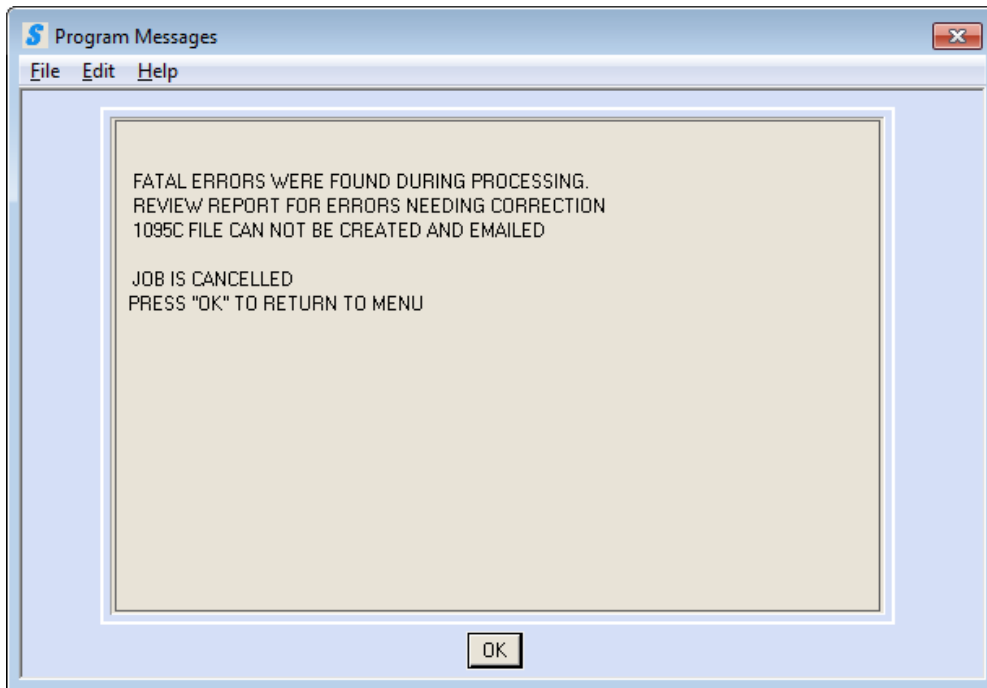 Program Messages
File Edit Help
FATAL ERRORS WERE FOUND DURING PROCESSING.
REVIEW REPORT FOR ERRORS NEEDING CORRECTION
1095C FILE CAN NOT BE CREATED AND EMAILED
JOB IS CANCELLED
PRESS "OK" TO RETURN TO MENU
OK